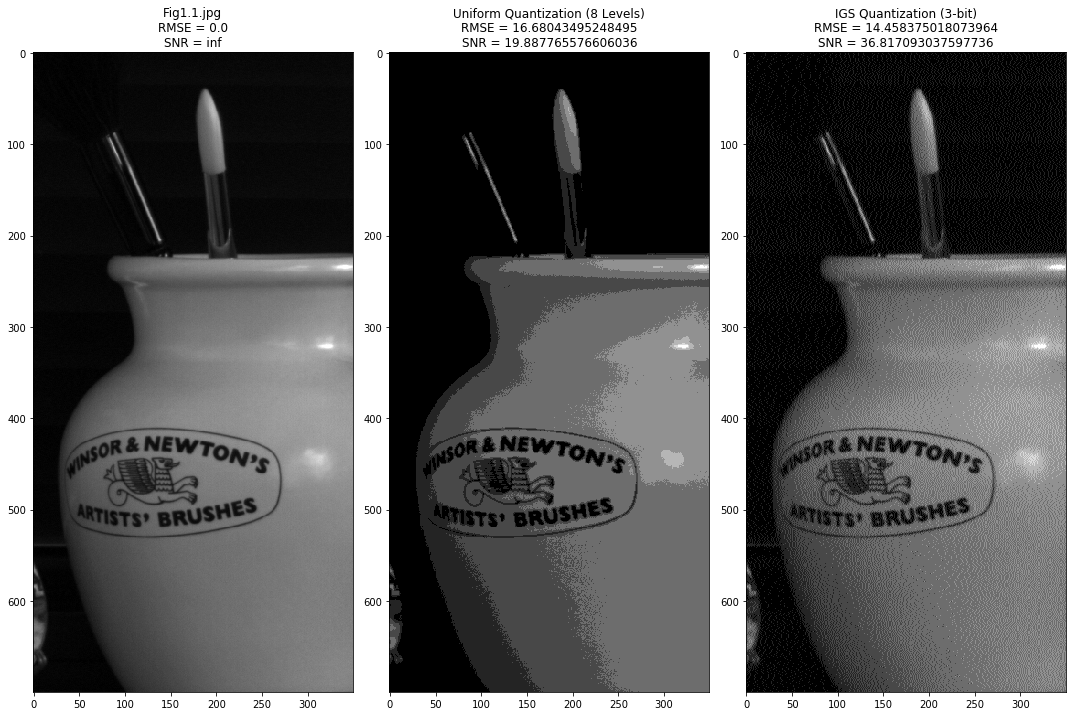 Fig1.1.jpg
RMSE = 0.0
SNR = inf
0
100
200
300
400
500
600
0 50 100 150 200 250 300
WINSOR & NEWTON'S
ARTISTS' BRUSHES
Uniform Quantization (8 Levels)
RMSE = 16.68043495248495
SNR = 19.887765576606036
0
100
200
300
400
500
600
0 50 100 150 200 250 300
WINSOR & NEWTON'S
ARTISTS' BRUSHES
IGS Quantization (3-bit)
RMSE = 14.458375018073964
SNR = 36.817093037597736
0
100
200
300
400
500
600
0 50 100 150 200 250 300
WINSOR & NEWTON'S
ARTISTS' BRUSHES